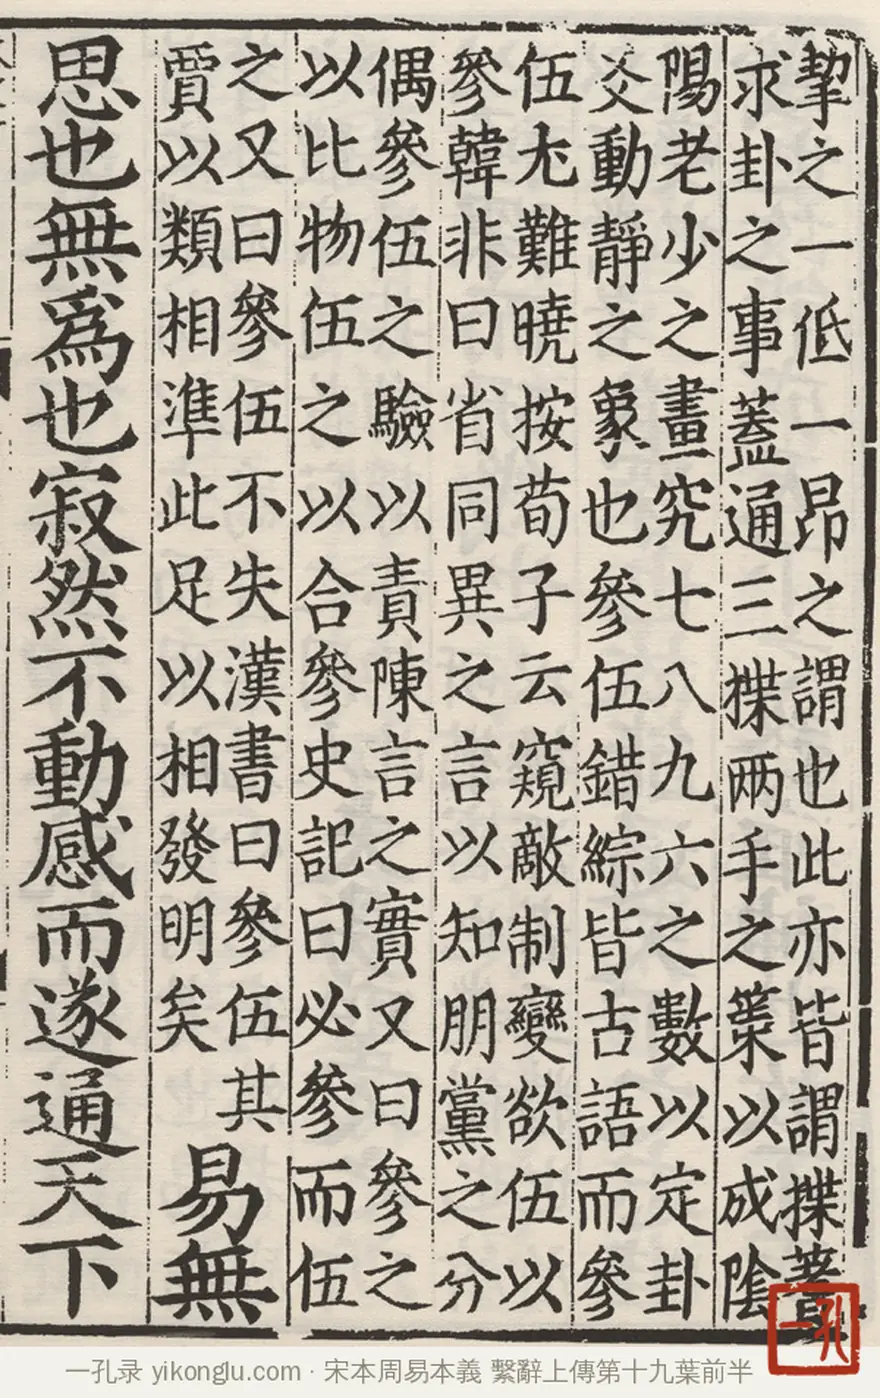 挈之一低一昂之謂也此亦皆謂揲蓍
求卦之事蓋通三揲兩手之策以成陰
陽老少之畫究七八九六之數以定卦
爻動靜之象也參伍錯綜皆古語而參
伍尤難曉按荀子云窺敵制變欲伍以
參韓非曰省同異之言以知朋黨之分
偶參伍之驗以責陳言之實又曰參之
以比物伍之以合參史記曰必參而伍
之又曰參伍不失漢書曰參伍其
賈以類相準此足以相發明矣
易無
思也無爲也寂然不動感而遂通天下
一孔
一孔录 yikonglu.com · 宋本周易本義 繫辭上傳第十九葉前半